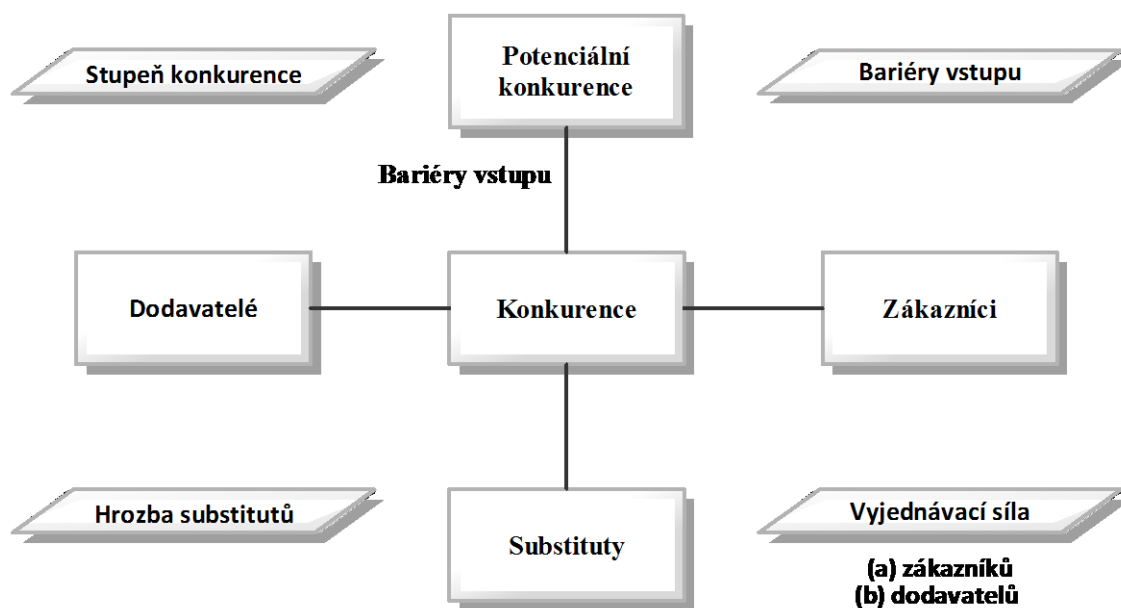 Stupeň konkurence
Potenciální
konkurence
Bariéry vstupu
Bariéry vstupu
Dodavatelé
Konkurence
Zákazníci
Hrozba substitutů
Substituty
Vyjednávací síla
(a) zákazníků
(b) dodavatelů